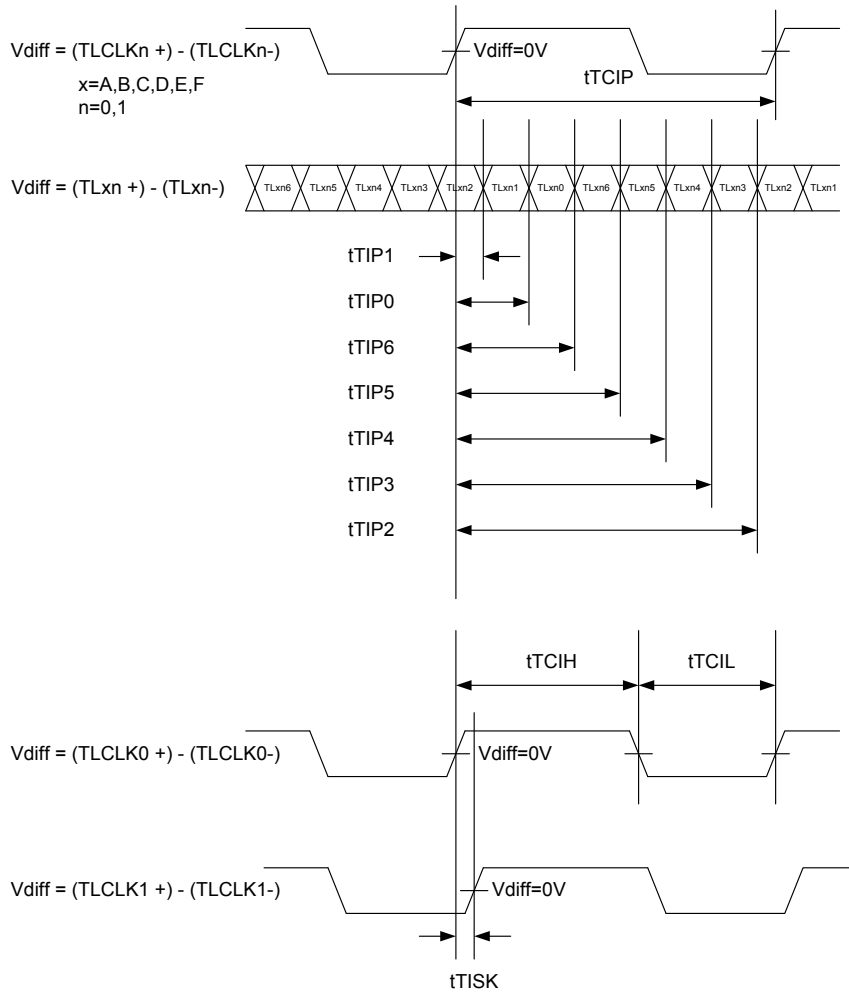 Vdiff = (TLCLKn +) - (TLCLKn-)
Vdiff=0V
x=A,B,C,D,E,F
n=0,1
tTCIP
Vdiff = (TLxn +) - (TLxn-)
TLxn6 TLxn5 TLxn4 TLxn3 TLxn2 TLxn1 TLxn0 TLxn6 TLxn5 TLxn4 TLxn3 TLxn2 TLxn1
tTIP1
tTIP0
tTIP6
tTIP5
tTIP4
tTIP3
tTIP2
tTCIH tTCIL
Vdiff = (TLCLK0 +) - (TLCLK0-)
Vdiff=0V
Vdiff = (TLCLK1 +) - (TLCLK1-)
Vdiff=0V
tTISK